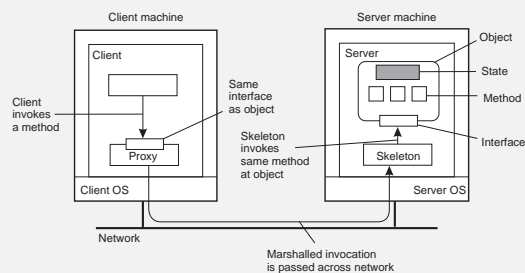 Client machine
Server machine
Object
Client
Server
State
Same
interface
as object
Method
Client
invokes
a method
Skeleton
invokes
same method
at object
Interface
Proxy
Skeleton
Client OS
Server OS
Network
Marshalled invocation
is passed across network